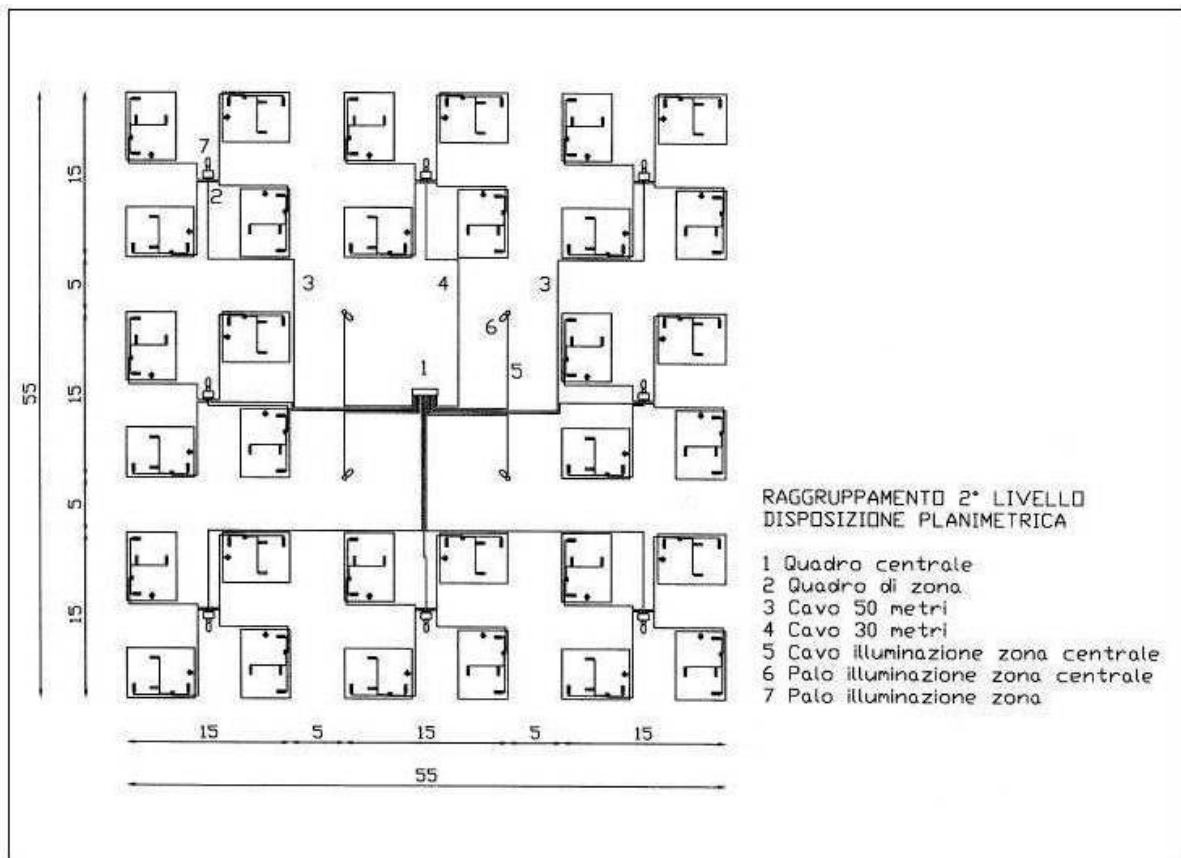 7
2
15
3
4
3
5
6
1
5
15
55
5
15
RAGGRUPPAMENTO 2° LIVELLO
DISPOSIZIONE PLANIMETRICA
1 Quadro centrale
2 Quadro di zona
3 Cavo 50 metri
4 Cavo 30 metri
5 Cavo illuminazione zona centrale
6 Palo illuminazione zona centrale
7 Palo illuminazione zona
15 5 15 5 15
55